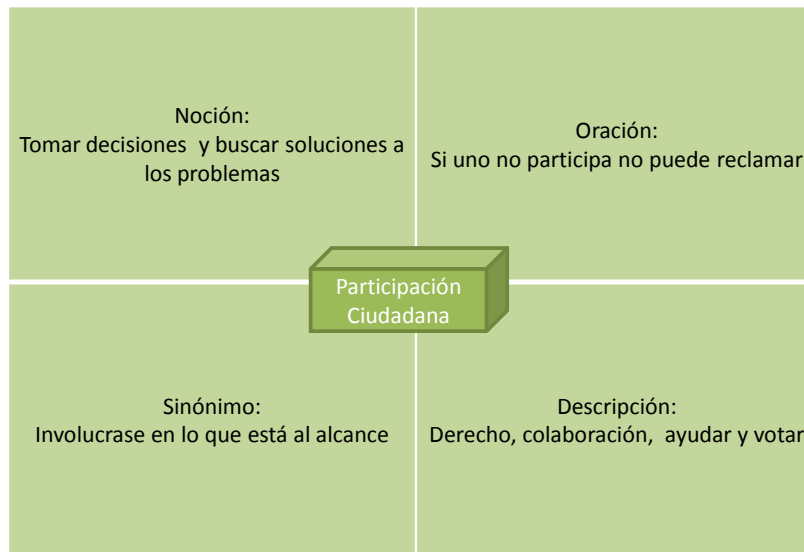 Noción:
Tomar decisiones y buscar soluciones a
los problemas
Oración:
Si uno no participa no puede reclamar
Participación
Ciudadana
Sinónimo:
Involucrase en lo que está al alcance
Descripción:
Derecho, colaboración, ayudar y votar